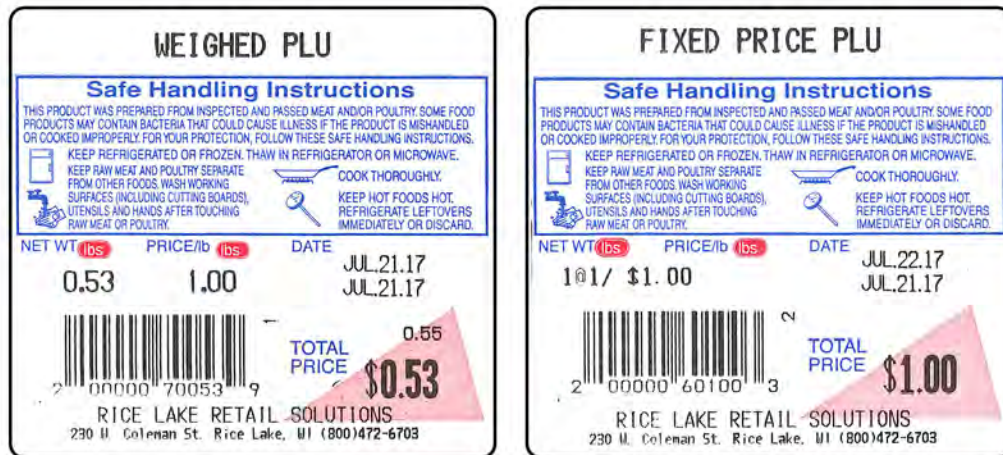 WEIGHED PLU
Safe Handling Instructions
THIS PRODUCT WAS PREPARED FROM INSPECTED AND PASSED MEAT AND/OR POULTRY. SOME FOOD
PRODUCTS MAY CONTAIN BACTERIA THAT COULD CAUSE ILLNESS IF THE PRODUCT IS MISHANDLED
OR COOKED IMPROPERLY. FOR YOUR PROTECTION, FOLLOW THESE SAFE HANDLING INSTRUCTIONS.
KEEP REFRIGERATED OR FROZEN. THAW IN REFRIGERATOR OR MICROWAVE.
KEEP RAW MEAT AND POULTRY SEPARATE
FROM OTHER FOODS. WASH WORKING
SURFACES (INCLUDING CUTTING BOARDS),
UTENSILS AND HANDS AFTER TOUCHING
RAW MEAT OR POULTRY.
COOK THOROUGHLY.
KEEP HOT FOODS HOT.
REFRIGERATE LEFTOVERS
IMMEDIATELY OR DISCARD.
NET WT lbs PRICE/lb lbs DATE
0.53 1.00
JUL.21.17
JUL.21.17
1
0.55
TOTAL
PRICE
$0.53
2 00000 70053 9
RICE LAKE RETAIL SOLUTIONS
230 W. Coleman St. Rice Lake, WI (800)472-6703
FIXED PRICE PLU
Safe Handling Instructions
THIS PRODUCT WAS PREPARED FROM INSPECTED AND PASSED MEAT AND/OR POULTRY. SOME FOOD
PRODUCTS MAY CONTAIN BACTERIA THAT COULD CAUSE ILLNESS IF THE PRODUCT IS MISHANDLED
OR COOKED IMPROPERLY. FOR YOUR PROTECTION, FOLLOW THESE SAFE HANDLING INSTRUCTIONS.
KEEP REFRIGERATED OR FROZEN. THAW IN REFRIGERATOR OR MICROWAVE.
KEEP RAW MEAT AND POULTRY SEPARATE
FROM OTHER FOODS. WASH WORKING
SURFACES (INCLUDING CUTTING BOARDS),
UTENSILS AND HANDS AFTER TOUCHING
RAW MEAT OR POULTRY.
COOK THOROUGHLY.
KEEP HOT FOODS HOT.
REFRIGERATE LEFTOVERS
IMMEDIATELY OR DISCARD.
NET WT lbs PRICE/lb lbs DATE
1@1/ $1.00
JUL.22.17
JUL.21.17
2
TOTAL
PRICE
$1.00
2 00000 60100 3
RICE LAKE RETAIL SOLUTIONS
230 W. Coleman St. Rice Lake, WI (800)472-6703